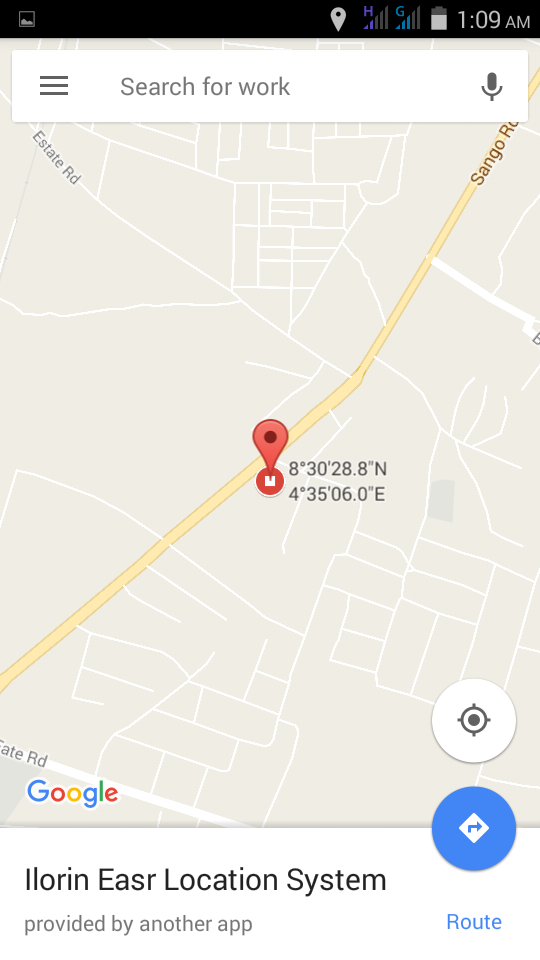 H G 1:09 AM
Search for work
Estate Rd
Sango Ro
8°30'28.8"N
4°35'06.0"E
ate Rd
Google
Ilorin Easr Location System
provided by another app
Route